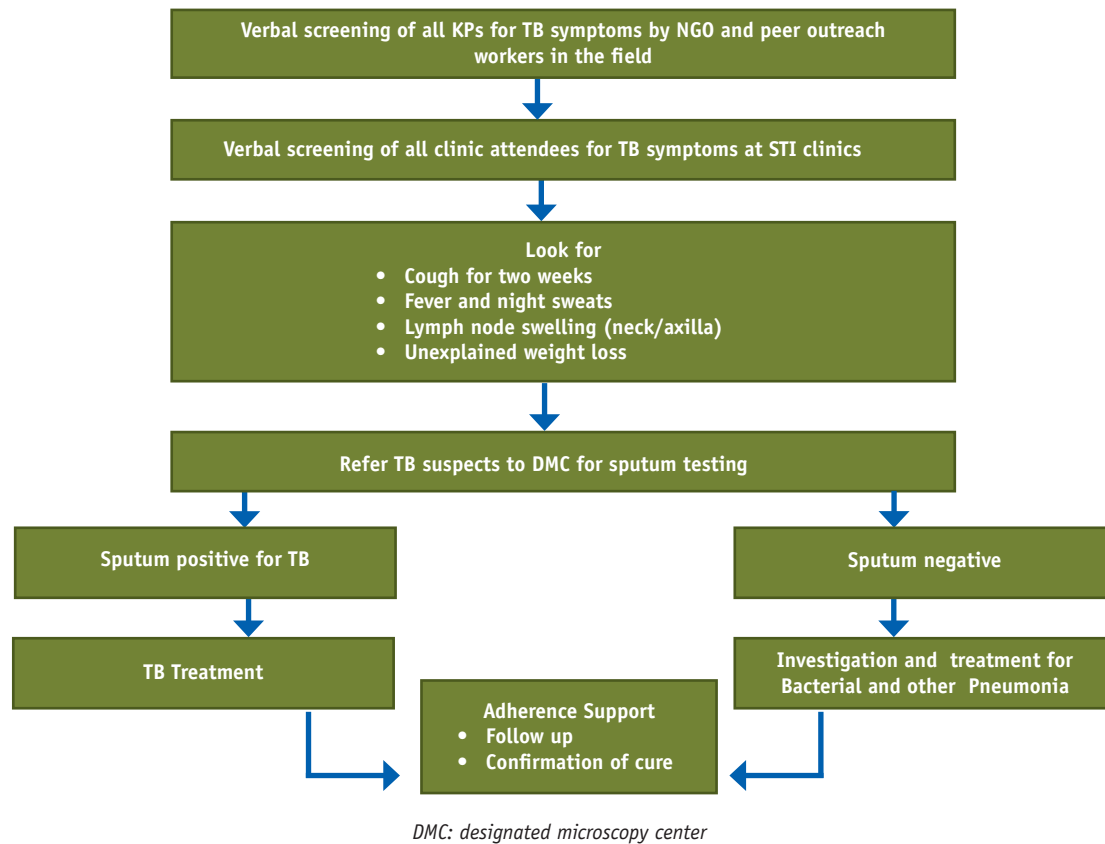 Verbal screening of all KPs for TB symptoms by NGO and peer outreach
workers in the field
Verbal screening of all clinic attendees for TB symptoms at STI clinics
Look for
• Cough for two weeks
• Fever and night sweats
• Lymph node swelling (neck/axilla)
• Unexplained weight loss
Refer TB suspects to DMC for sputum testing
Sputum positive for TB
Sputum negative
TB Treatment
Investigation and treatment for
Bacterial and other Pneumonia
Adherence Support
• Follow up
• Confirmation of cure
DMC: designated microscopy center